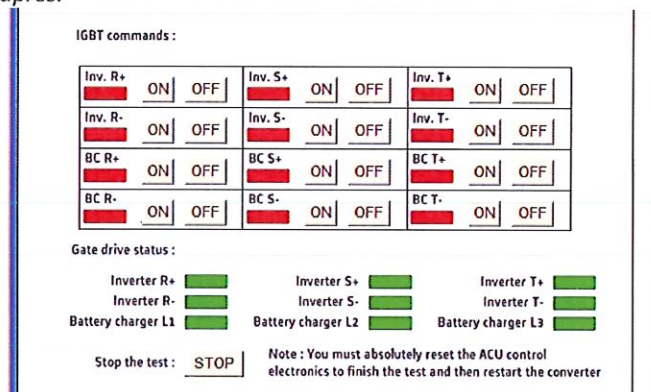 IGBT commands :
Inv. R+ ON OFF Inv. S+ ON OFF Inv. T+ ON OFF
Inv. R- ON OFF Inv. S- ON OFF Inv. T- ON OFF
BC R+ ON OFF BC S+ ON OFF BC T+ ON OFF
BC R- ON OFF BC S- ON OFF BC T- ON OFF
Gate drive status :
Inverter R+ Inverter S+ Inverter T+
Inverter R- Inverter S- Inverter T-
Battery charger L1 Battery charger L2 Battery charger L3
Stop the test : STOP Note : You must absolutely reset the ACU control
electronics to finish the test and then restart the converter